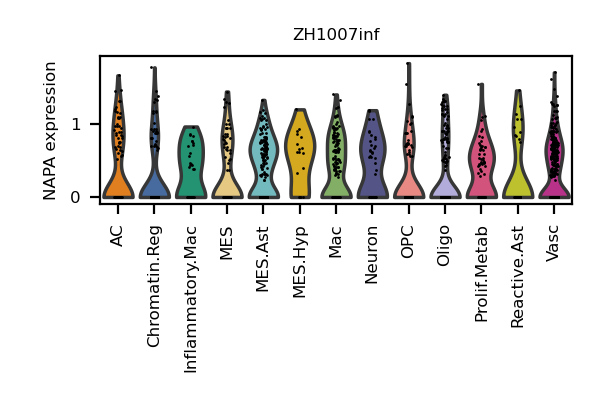 ZH1007inf
NAPA expression
1
0
AC
Chromatin.Reg
Inflammatory.Mac
MES
MES.Ast
MES.Hyp
Mac
Neuron
OPC
Oligo
Prolif.Metab
Reactive.Ast
Vasc